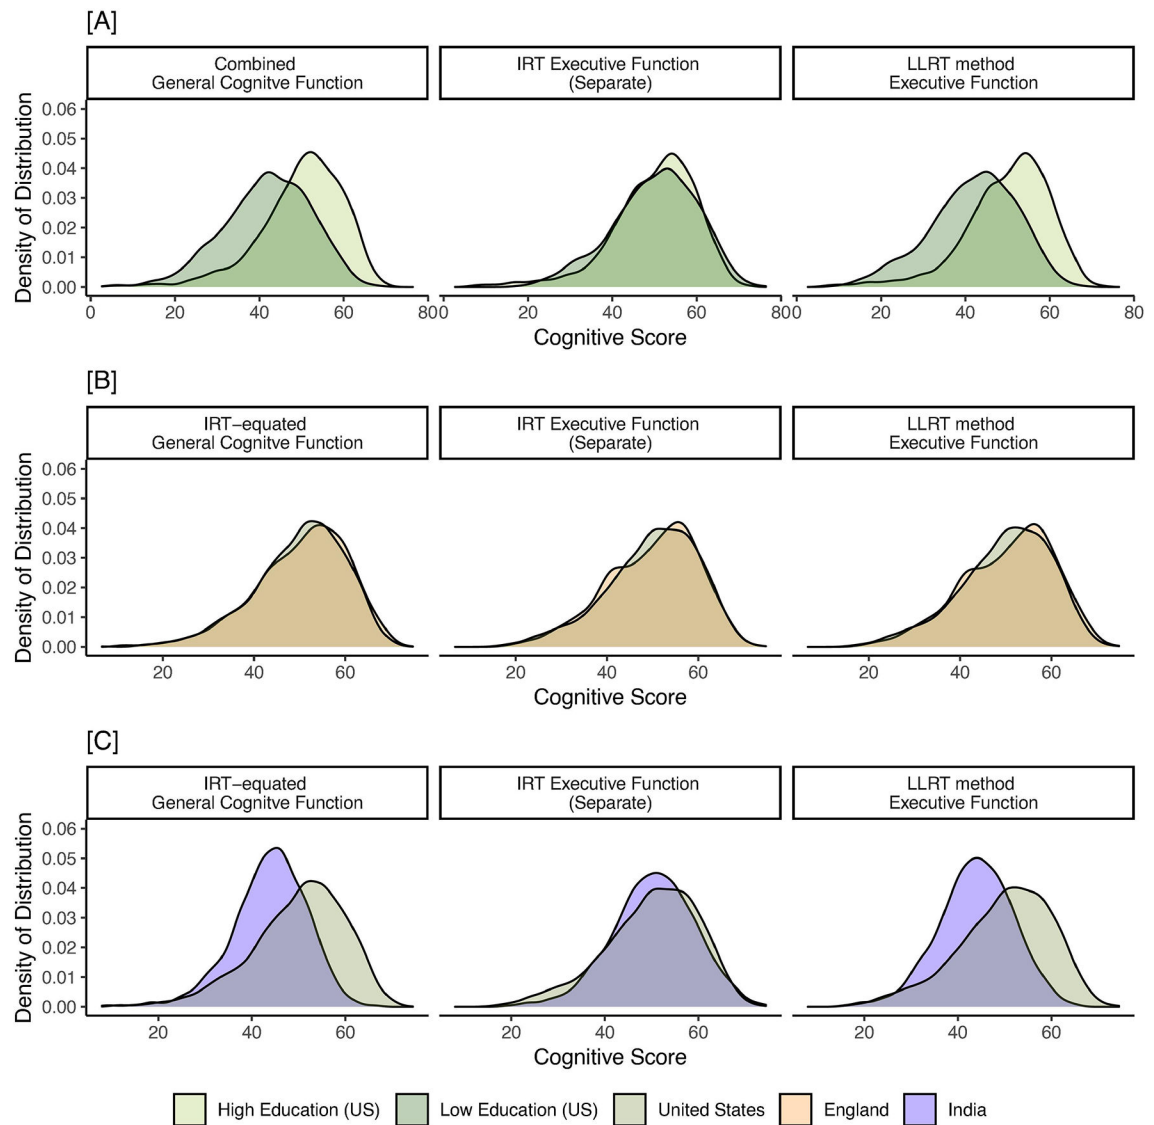 [A]
Combined
General Cognitve Function
IRT Executive Function
(Separate)
LLRT method
Executive Function
Density of Distribution
0.06
0.05
0.04
0.03
0.02
0.01
0.00
0 20 40 60 80
0 20 40 60 80
0 20 40 60 80
Cognitive Score
[B]
IRT−equated
General Cognitve Function
IRT Executive Function
(Separate)
LLRT method
Executive Function
Density of Distribution
0.06
0.05
0.04
0.03
0.02
0.01
0.00
20 40 60
20 40 60
20 40 60
Cognitive Score
[C]
IRT−equated
General Cognitve Function
IRT Executive Function
(Separate)
LLRT method
Executive Function
Density of Distribution
0.06
0.05
0.04
0.03
0.02
0.01
0.00
20 40 60
20 40 60
20 40 60
Cognitive Score
High Education (US) Low Education (US) United States England India